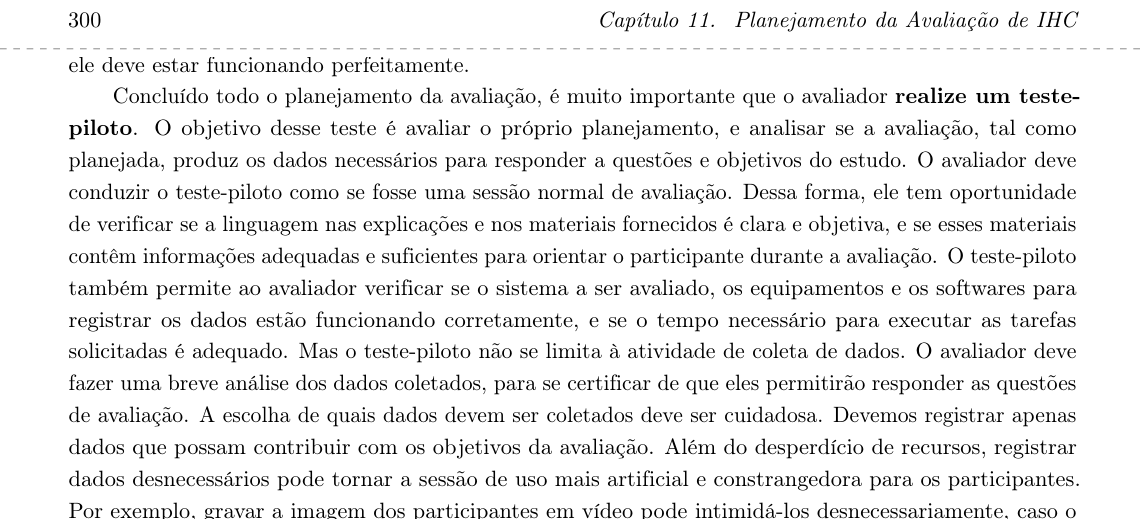 300 Capítulo 11. Planejamento da Avaliação de IHC
ele deve estar funcionando perfeitamente.
Concluído todo o planejamento da avaliação, é muito importante que o avaliador realize um teste-
piloto. O objetivo desse teste é avaliar o próprio planejamento, e analisar se a avaliação, tal como
planejada, produz os dados necessários para responder a questões e objetivos do estudo. O avaliador deve
conduzir o teste-piloto como se fosse uma sessão normal de avaliação. Dessa forma, ele tem oportunidade
de verificar se a linguagem nas explicações e nos materiais fornecidos é clara e objetiva, e se esses materiais
contêm informações adequadas e suficientes para orientar o participante durante a avaliação. O teste-piloto
também permite ao avaliador verificar se o sistema a ser avaliado, os equipamentos e os softwares para
registrar os dados estão funcionando corretamente, e se o tempo necessário para executar as tarefas
solicitadas é adequado. Mas o teste-piloto não se limita à atividade de coleta de dados. O avaliador deve
fazer uma breve análise dos dados coletados, para se certificar de que eles permitirão responder as questões
de avaliação. A escolha de quais dados devem ser coletados deve ser cuidadosa. Devemos registrar apenas
dados que possam contribuir com os objetivos da avaliação. Além do desperdício de recursos, registrar
dados desnecessários pode tornar a sessão de uso mais artificial e constrangedora para os participantes.
Por exemplo, gravar a imagem dos participantes em vídeo pode intimidá-los desnecessariamente, caso o